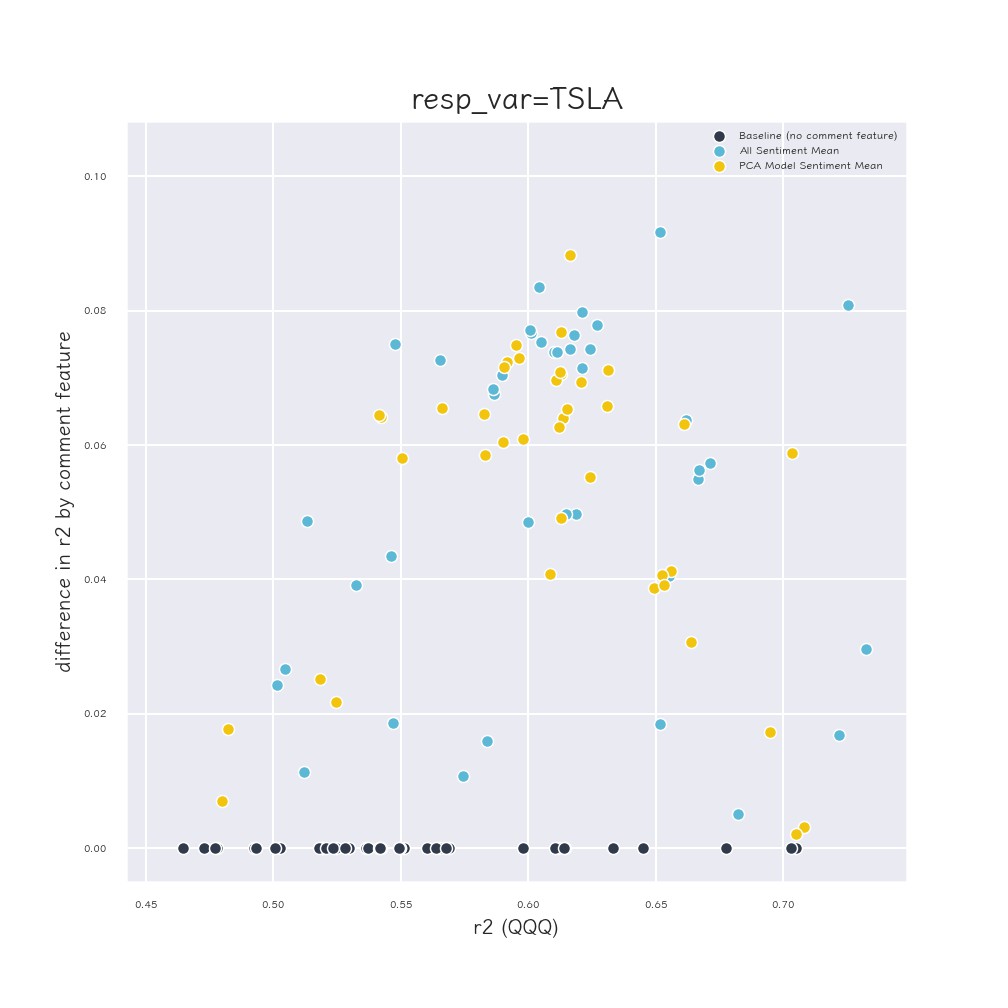 resp_var=TSLA
Baseline (no comment feature)
All Sentiment Mean
PCA Model Sentiment Mean
difference in r2 by comment feature
0.10
0.08
0.06
0.04
0.02
0.00
0.45 0.50 0.55 0.60 0.65 0.70
r2 (QQQ)